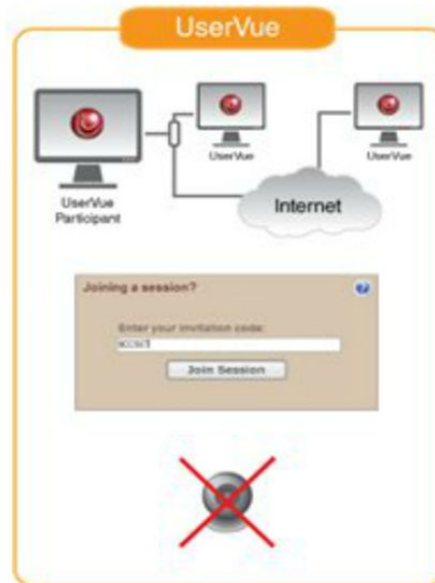 UserVue
UserVue
UserVue
UserVue
Participant
Internet
Joining a session?
Enter your invitation code:
Join Session